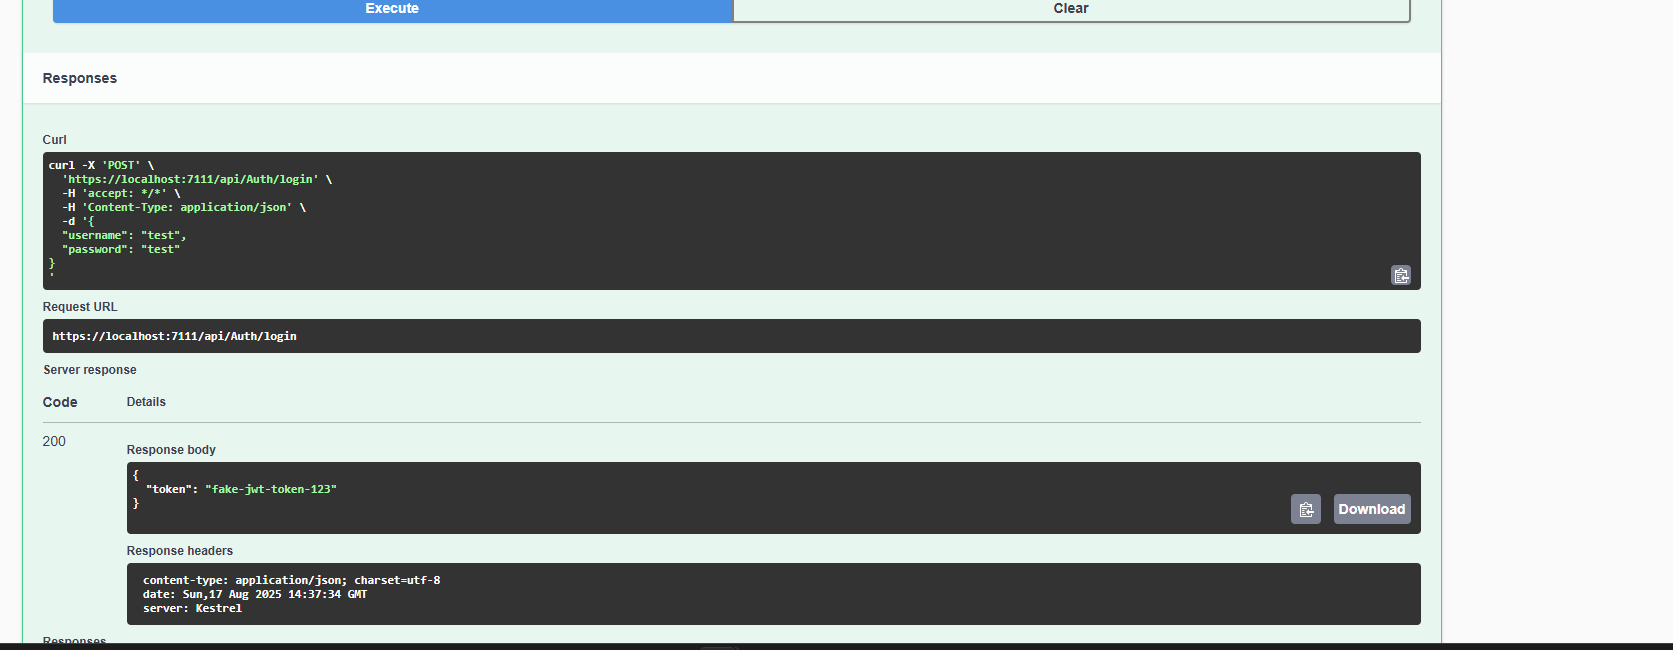 Execute
Clear
Responses
Curl
curl -X 'POST' \
'https://localhost:7111/api/Auth/login' \
-H 'accept: */*' \
-H 'Content-Type: application/json' \
-d '{
"username": "test",
"password": "test"
}
'
Request URL
https://localhost:7111/api/Auth/login
Server response
Code Details
200
Response body
{
"token": "fake-jwt-token-123"
}
Download
Response headers
content-type: application/json; charset=utf-8
date: Sun,17 Aug 2025 14:37:34 GMT
server: Kestrel
Responses